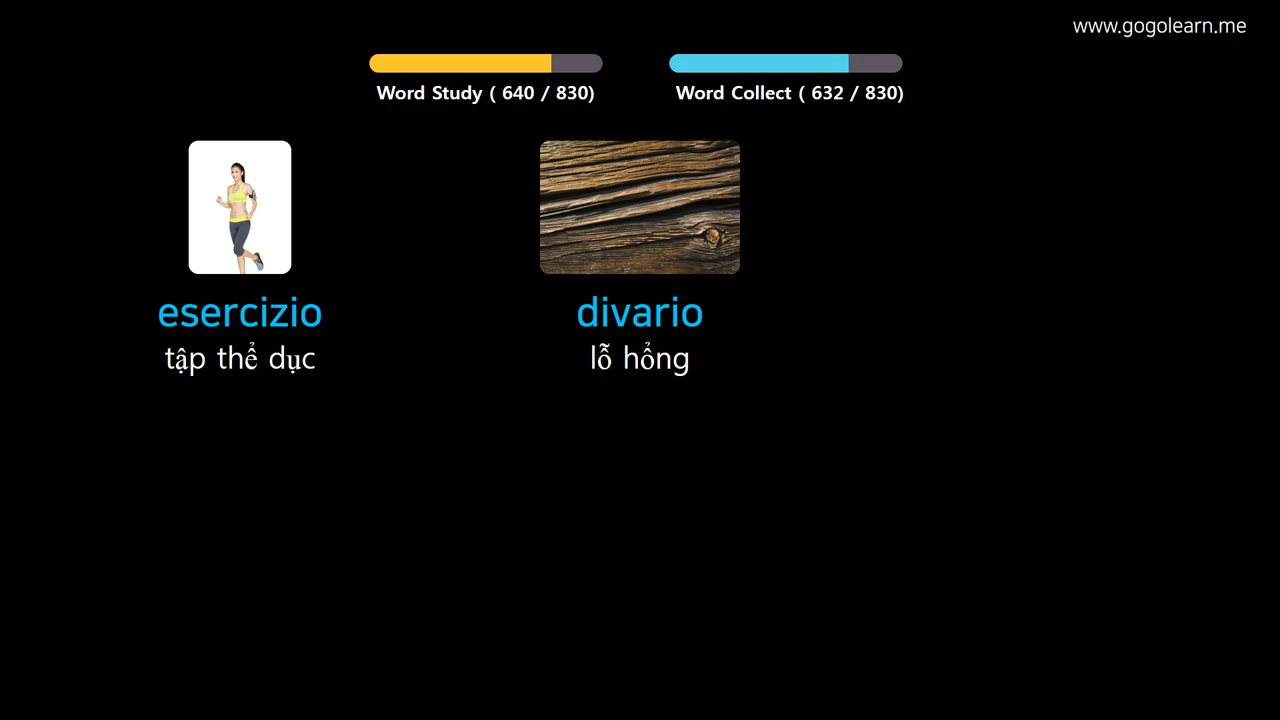 www.gogolearn.me
Word Study ( 640 / 830)
Word Collect ( 632 / 830)
esercizio
divario
tập thể dục
lỗ hổng